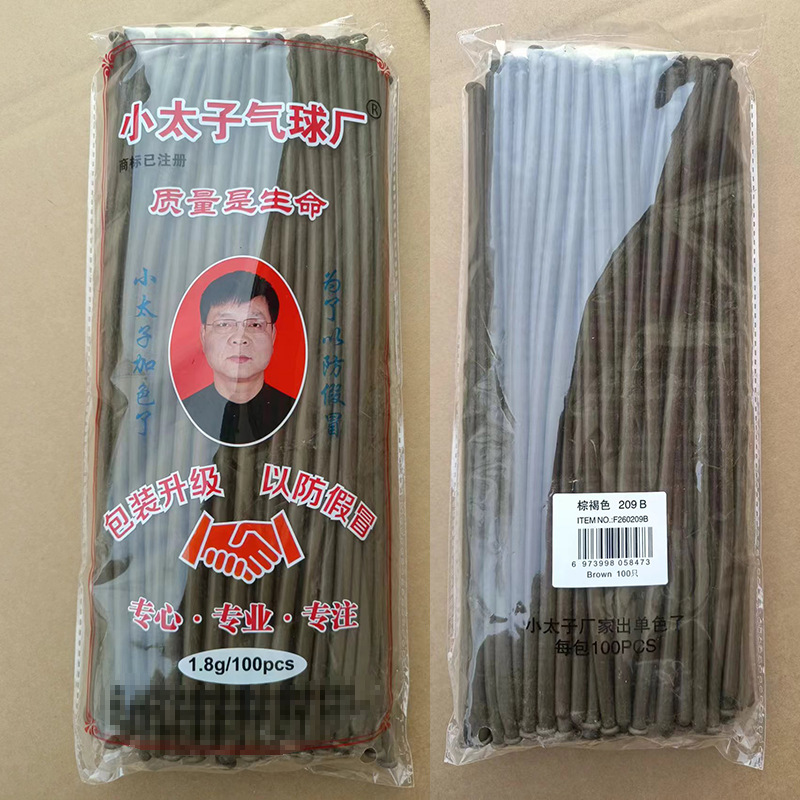 小太子气球厂®
商标已注册
质量是生命
小太子加色了
为了以防假冒
包装升级 以防假冒
专心·专业·专注
1.8g/100pcs
棕褐色 209 B
ITEM NO.:F260209B
6 973998 058473
Brown 100只
小太子厂家出单色了
每包100PCS